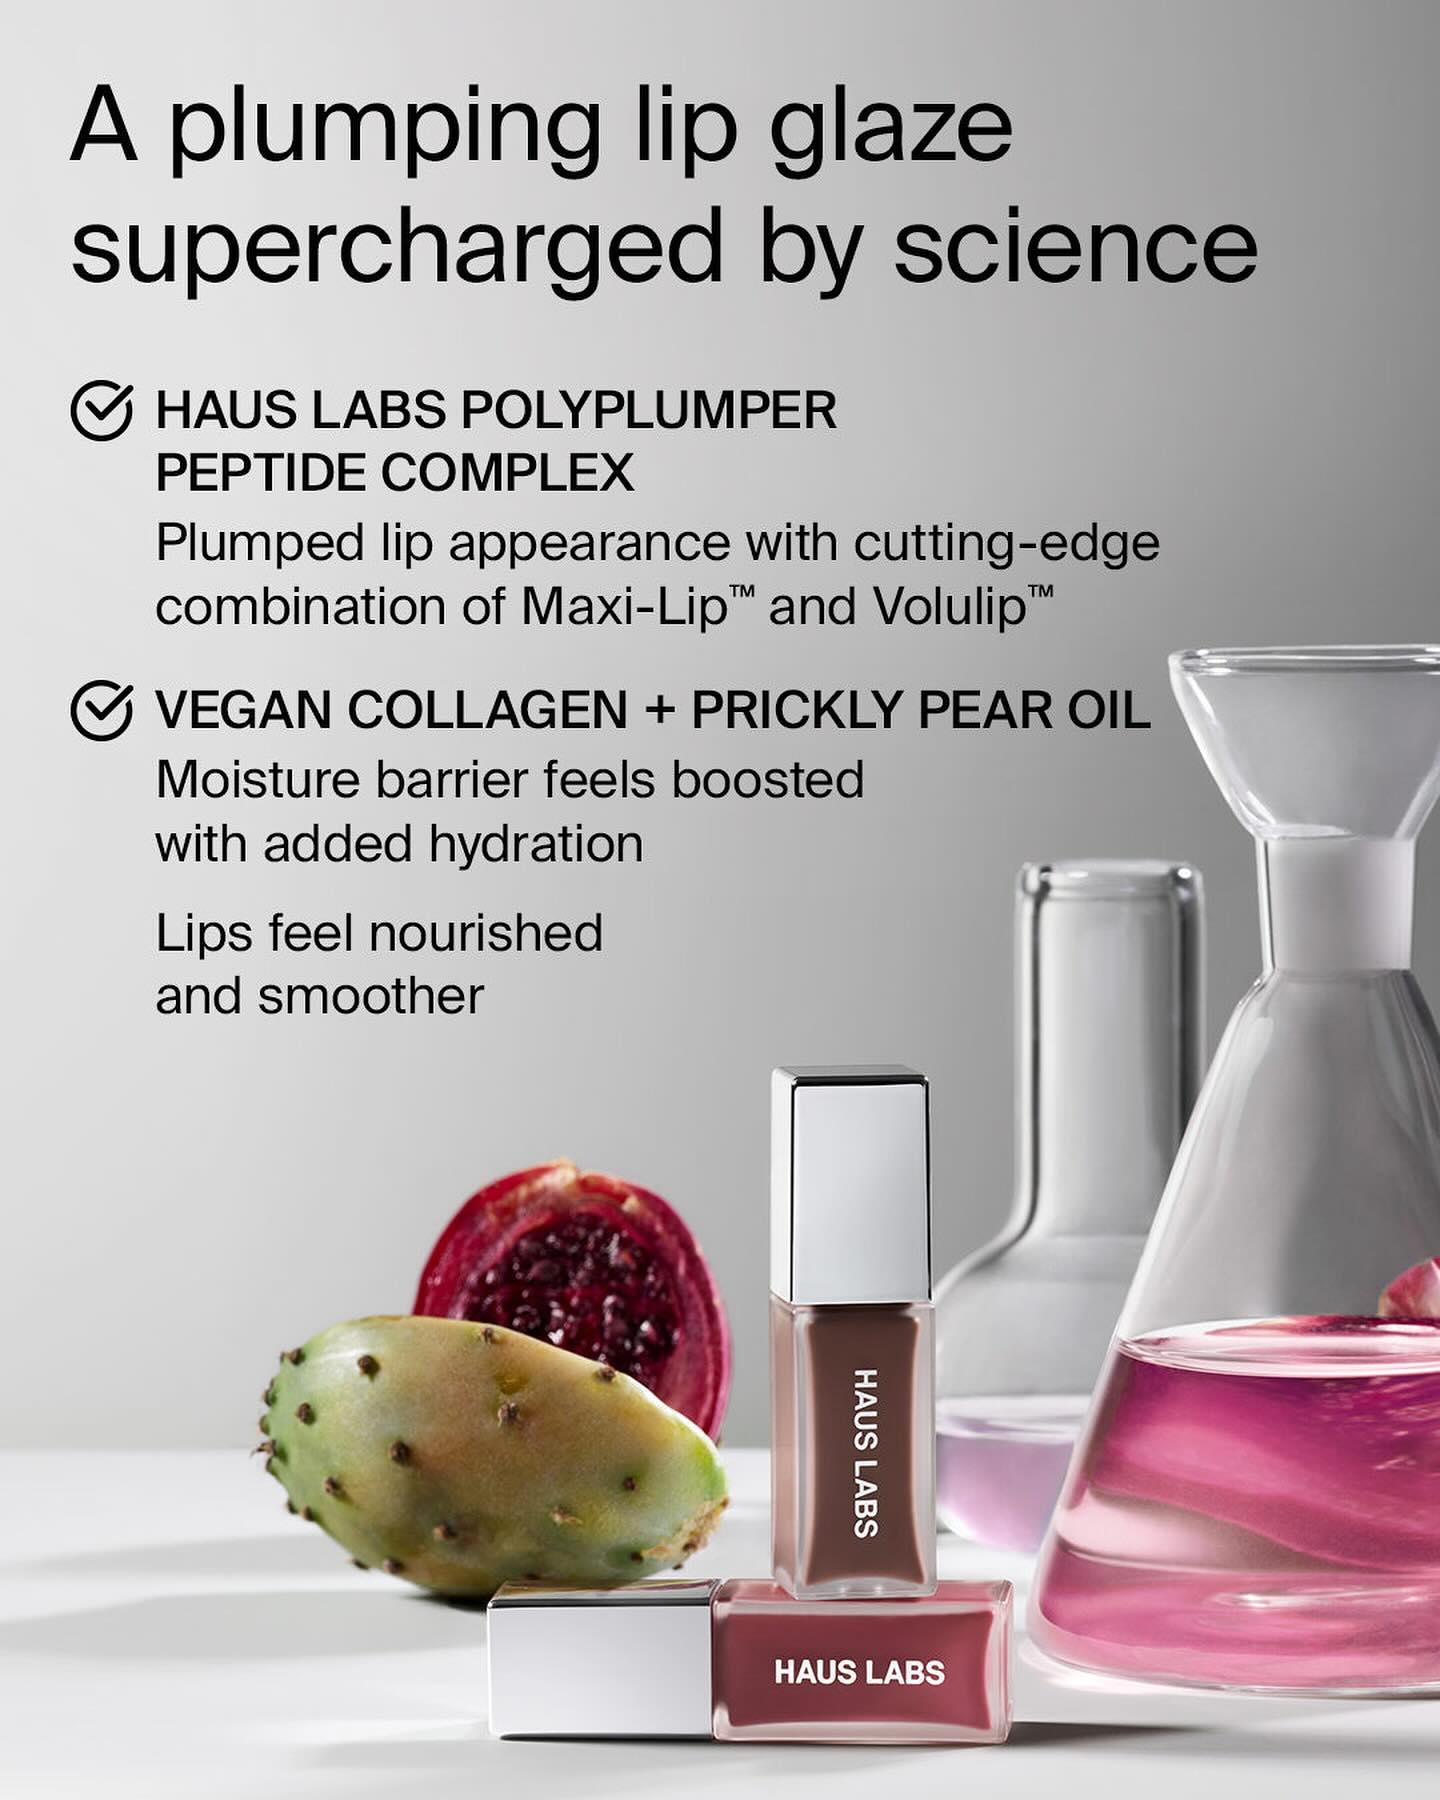 A plumping lip glaze
supercharged by science
HAUS LABS POLYPLUMPER
PEPTIDE COMPLEX
Plumped lip appearance with cutting-edge
combination of Maxi-Lip™ and Volulip™
VEGAN COLLAGEN + PRICKLY PEAR OIL
Moisture barrier feels boosted
with added hydration
Lips feel nourished
and smoother
HAUS LABS
HAUS LABS